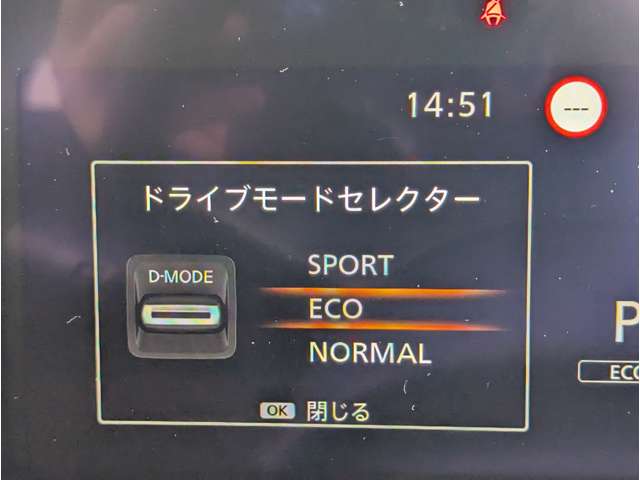 14:51
---
ドライブモードセレクター
D-MODE
SPORT
ECO
NORMAL
P
ECO
OK 閉じる